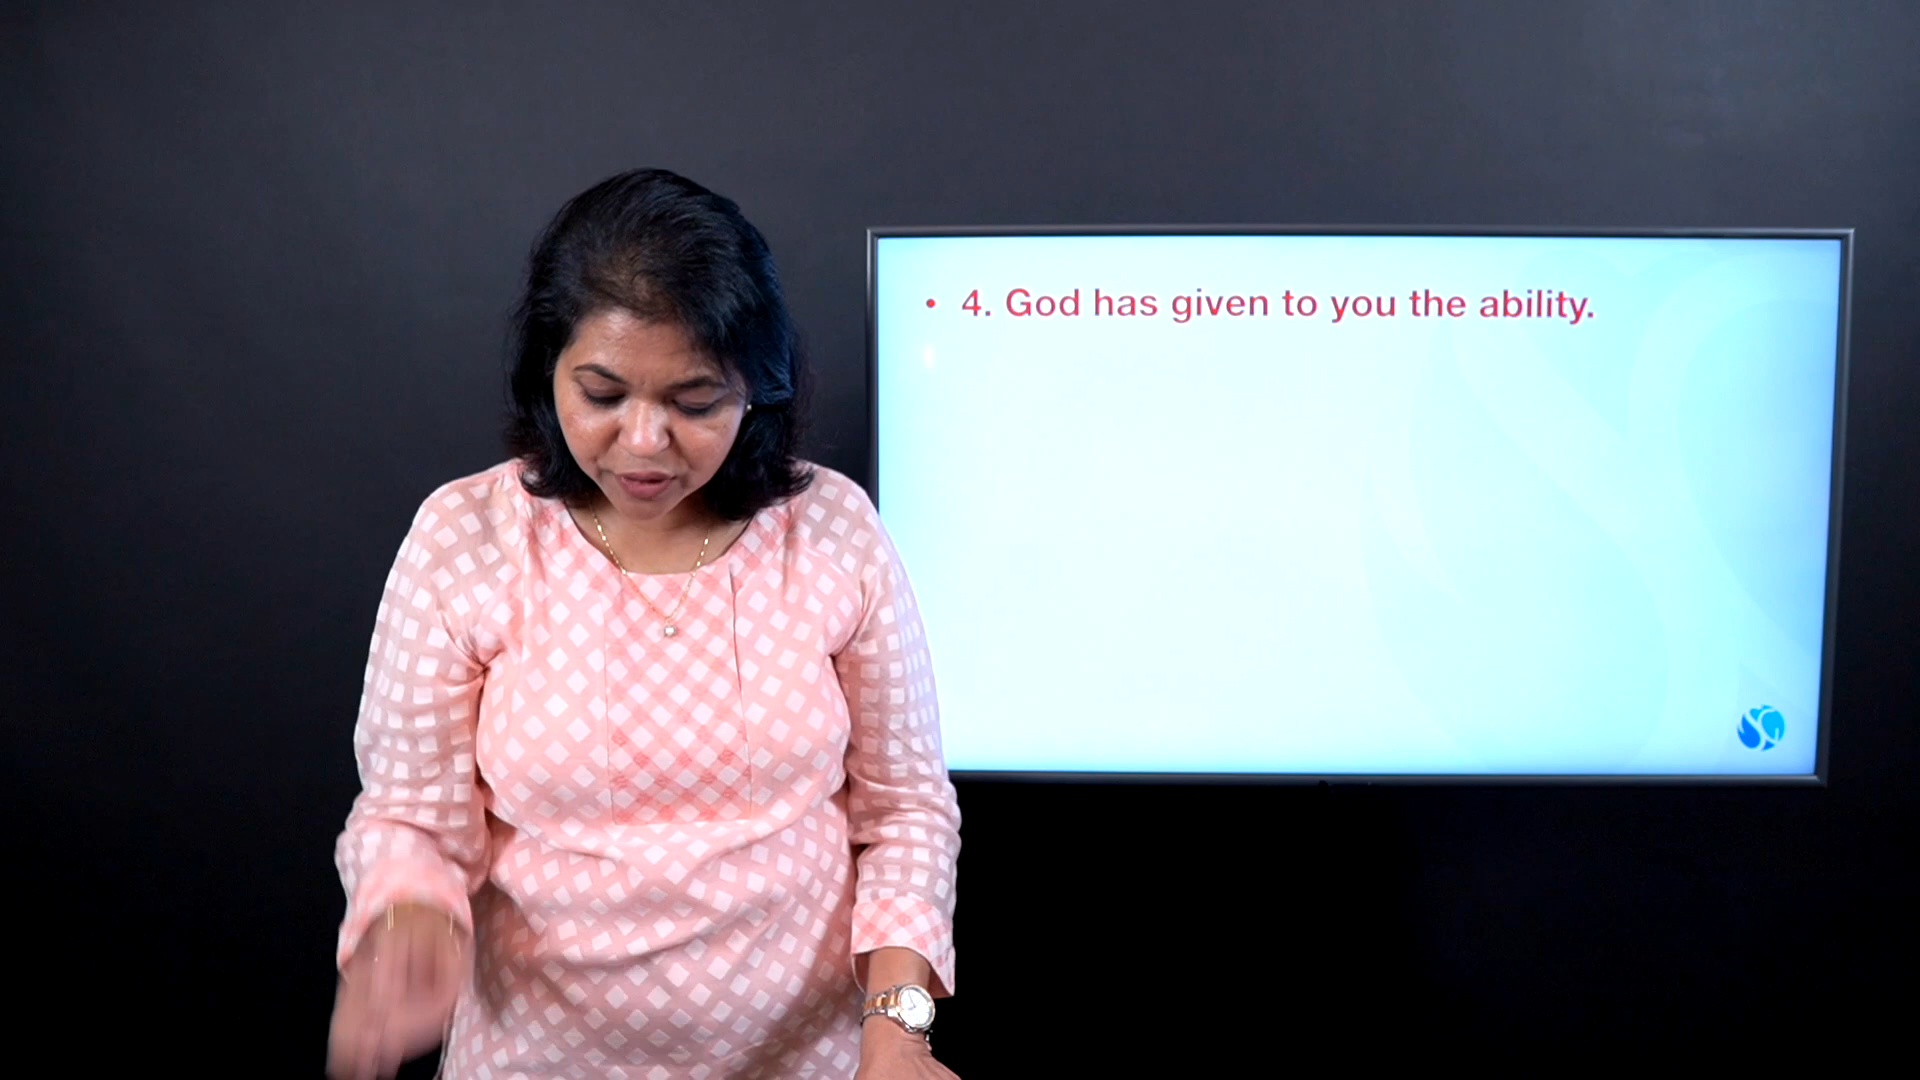 • 4. God has given to you the ability.